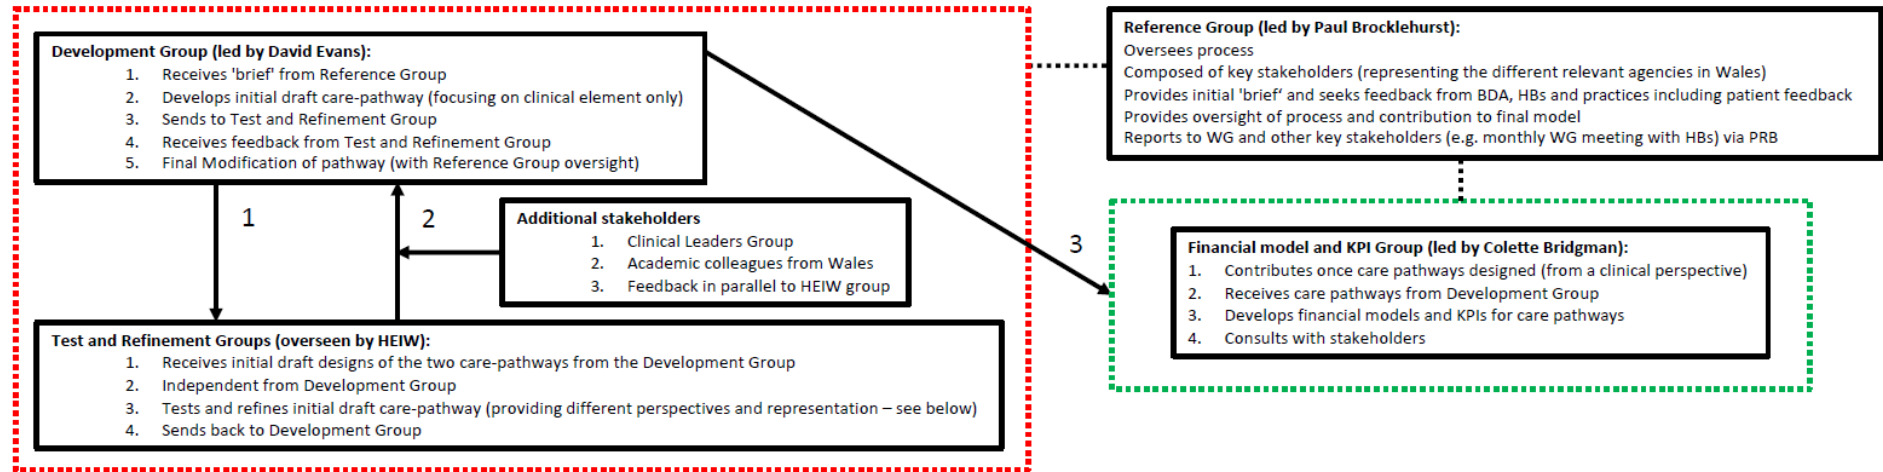 Development Group (led by David Evans):
1. Receives 'brief' from Reference Group
2. Develops initial draft care-pathway (focusing on clinical element only)
3. Sends to Test and Refinement Group
4. Receives feedback from Test and Refinement Group
5. Final Modification of pathway (with Reference Group oversight)
1
2
Additional stakeholders
1. Clinical Leaders Group
2. Academic colleagues from Wales
3. Feedback in parallel to HEIW group
Test and Refinement Groups (overseen by HEIW):
1. Receives initial draft designs of the two care-pathways from the Development Group
2. Independent from Development Group
3. Tests and refines initial draft care-pathway (providing different perspectives and representation – see below)
4. Sends back to Development Group
3
Reference Group (led by Paul Brocklehurst):
Oversees process
Composed of key stakeholders (representing the different relevant agencies in Wales)
Provides initial 'brief' and seeks feedback from BDA, HBs and practices including patient feedback
Provides oversight of process and contribution to final model
Reports to WG and other key stakeholders (e.g. monthly WG meeting with HBs) via PRB
Financial model and KPI Group (led by Colette Bridgman):
1. Contributes once care pathways designed (from a clinical perspective)
2. Receives care pathways from Development Group
3. Develops financial models and KPIs for care pathways
4. Consults with stakeholders